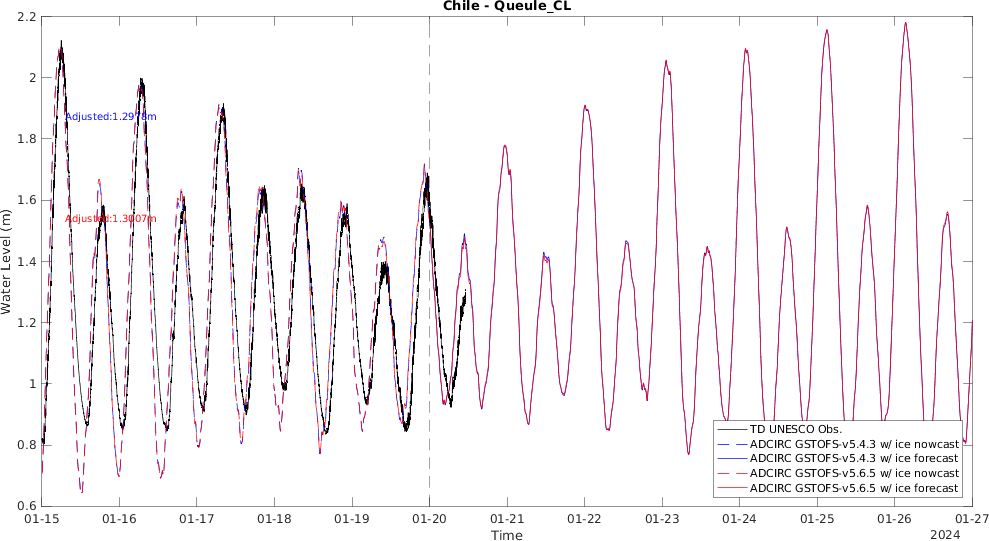 Chile - Queule_CL
2.2
2
1.8
1.6
1.4
1.2
1
0.8
0.6
Water Level (m)
Adjusted:1.2978m
Adjusted:1.3007m
TD UNESCO Obs.
ADCIRC GSTOFS-v5.4.3 w/ ice nowcast
ADCIRC GSTOFS-v5.4.3 w/ ice forecast
ADCIRC GSTOFS-v5.6.5 w/ ice nowcast
ADCIRC GSTOFS-v5.6.5 w/ ice forecast
01-15 01-16 01-17 01-18 01-19 01-20 01-21 01-22 01-23 01-24 01-25 01-26 01-27
Time
2024